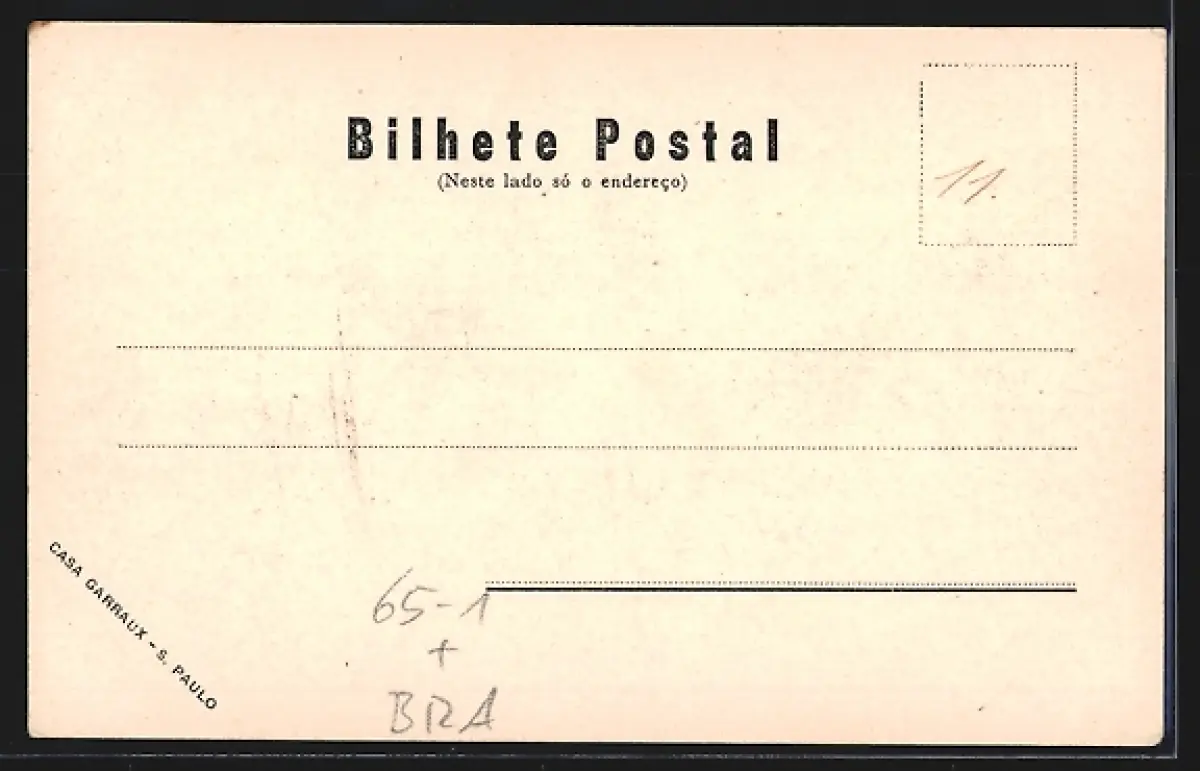 Bilhete Postal
(Neste lado só o endereço)
11.
CASA GARRAUX - S. PAULO
65-1
+
BRA